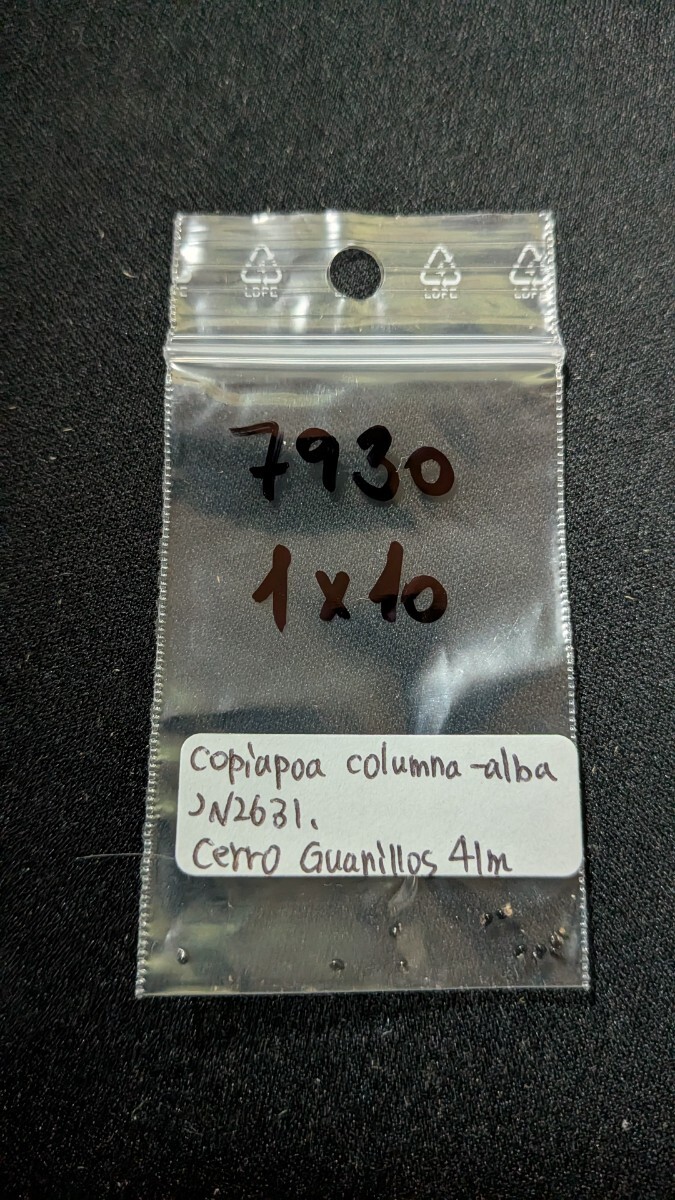 LDPE LDPE LDPE
7930
1x10
Copiapoa columna-alba
JN2631.
Cerro Guanillos 41m